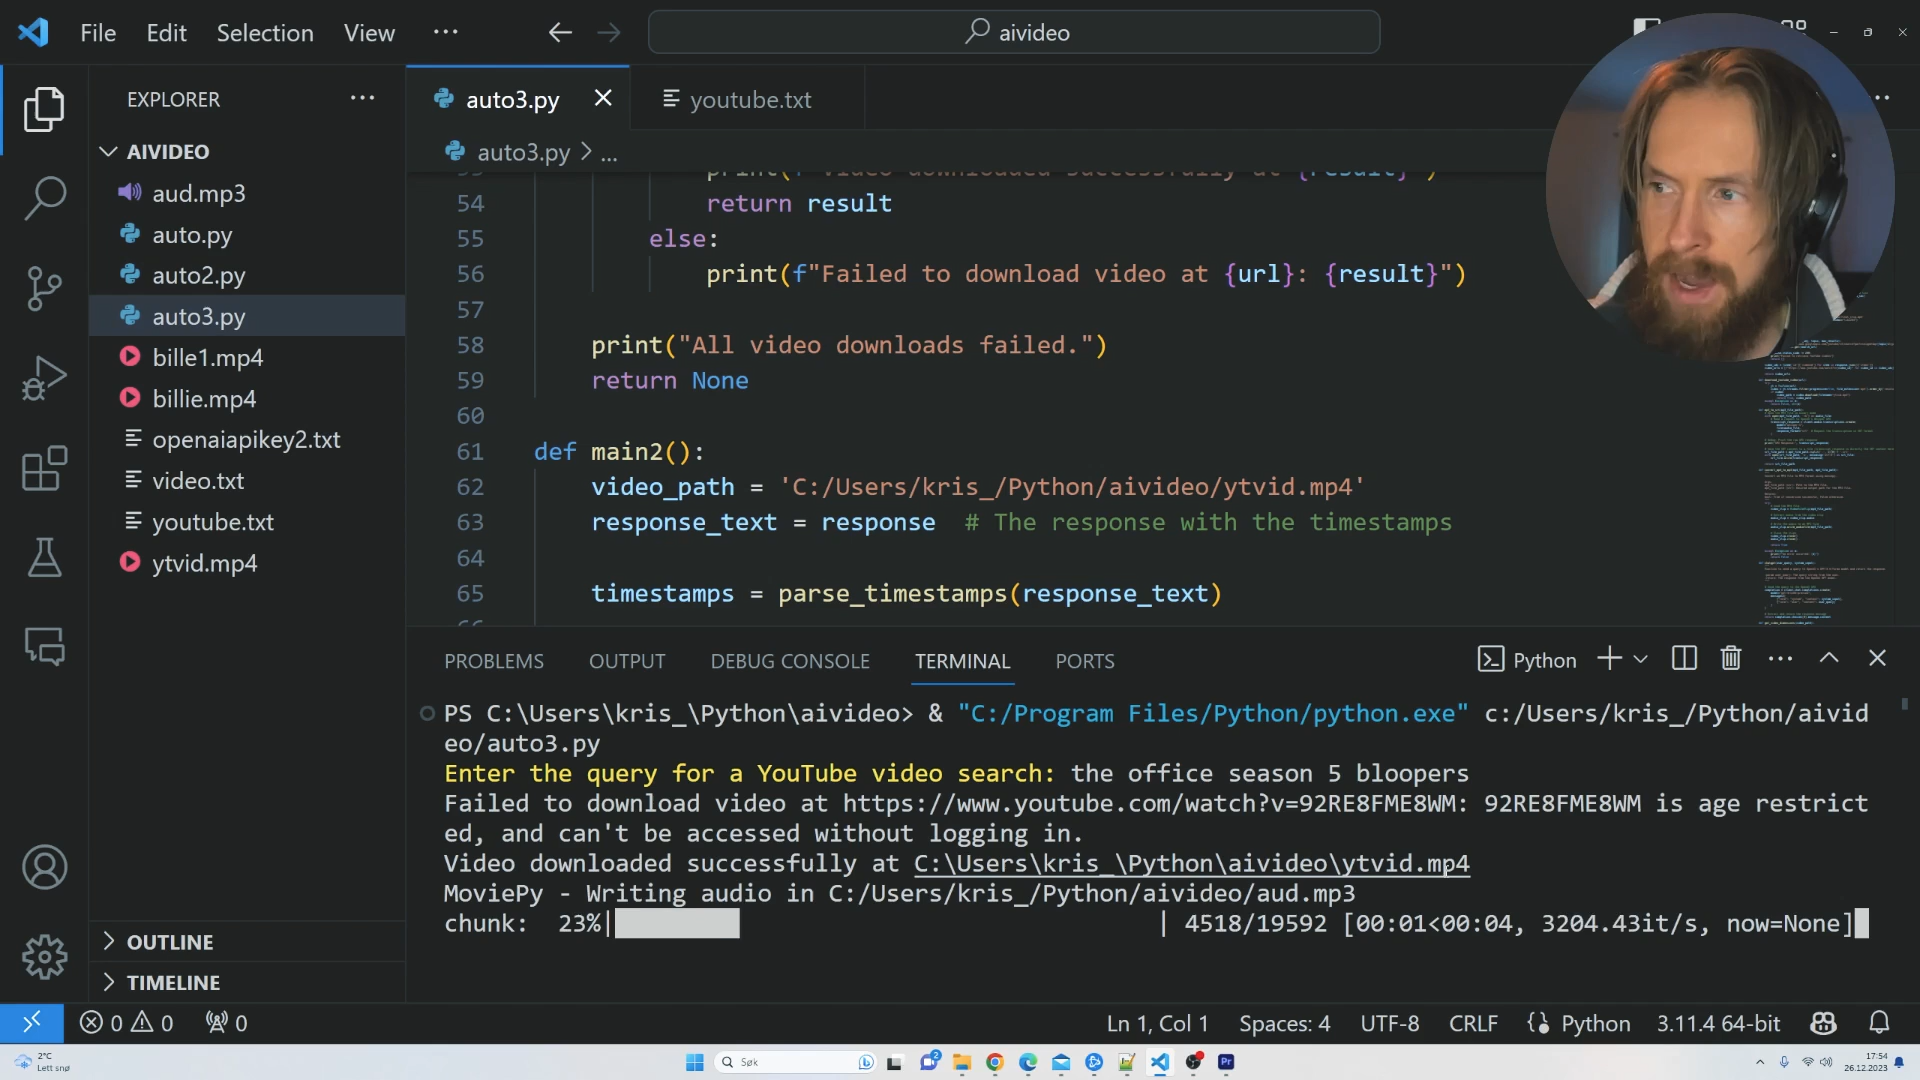 File Edit Selection View ...
aivideo
EXPLORER ...
auto3.py
youtube.txt
AIVIDEO
auto3.py > ...
aud.mp3
auto.py
auto2.py
auto3.py
bille1.mp4
billie.mp4
openaiapikey2.txt
video.txt
youtube.txt
ytvid.mp4
OUTLINE
TIMELINE
54 return result
55 else:
56 print(f"Failed to download video at {url}: {result}")
57
58 print("All video downloads failed.")
59 return None
60
61 def main2():
62 video_path = 'C:/Users/kris_/Python/aivideo/ytvid.mp4'
63 response_text = response # The response with the timestamps
64
65 timestamps = parse_timestamps(response_text)
PROBLEMS OUTPUT DEBUG CONSOLE TERMINAL PORTS
Python
PS C:\Users\kris_\Python\aivideo> & "C:/Program Files/Python/python.exe" c:/Users/kris_/Python/aivid
eo/auto3.py
Enter the query for a YouTube video search: the office season 5 bloopers
Failed to download video at https://www.youtube.com/watch?v=92RE8FME8WM: 92RE8FME8WM is age restrict
ed, and can't be accessed without logging in.
Video downloaded successfully at C:\Users\kris_\Python\aivideo\ytvid.mp4
MoviePy - Writing audio in C:/Users/kris_/Python/aivideo/aud.mp3
chunk: 23%| | 4518/19592 [00:01<00:04, 3204.43it/s, now=None]
0 0 0
Ln 1, Col 1 Spaces: 4 UTF-8 CRLF Python 3.11.4 64-bit
2°C
Lett snø
Søk
2
Pr
17:54
26.12.2023